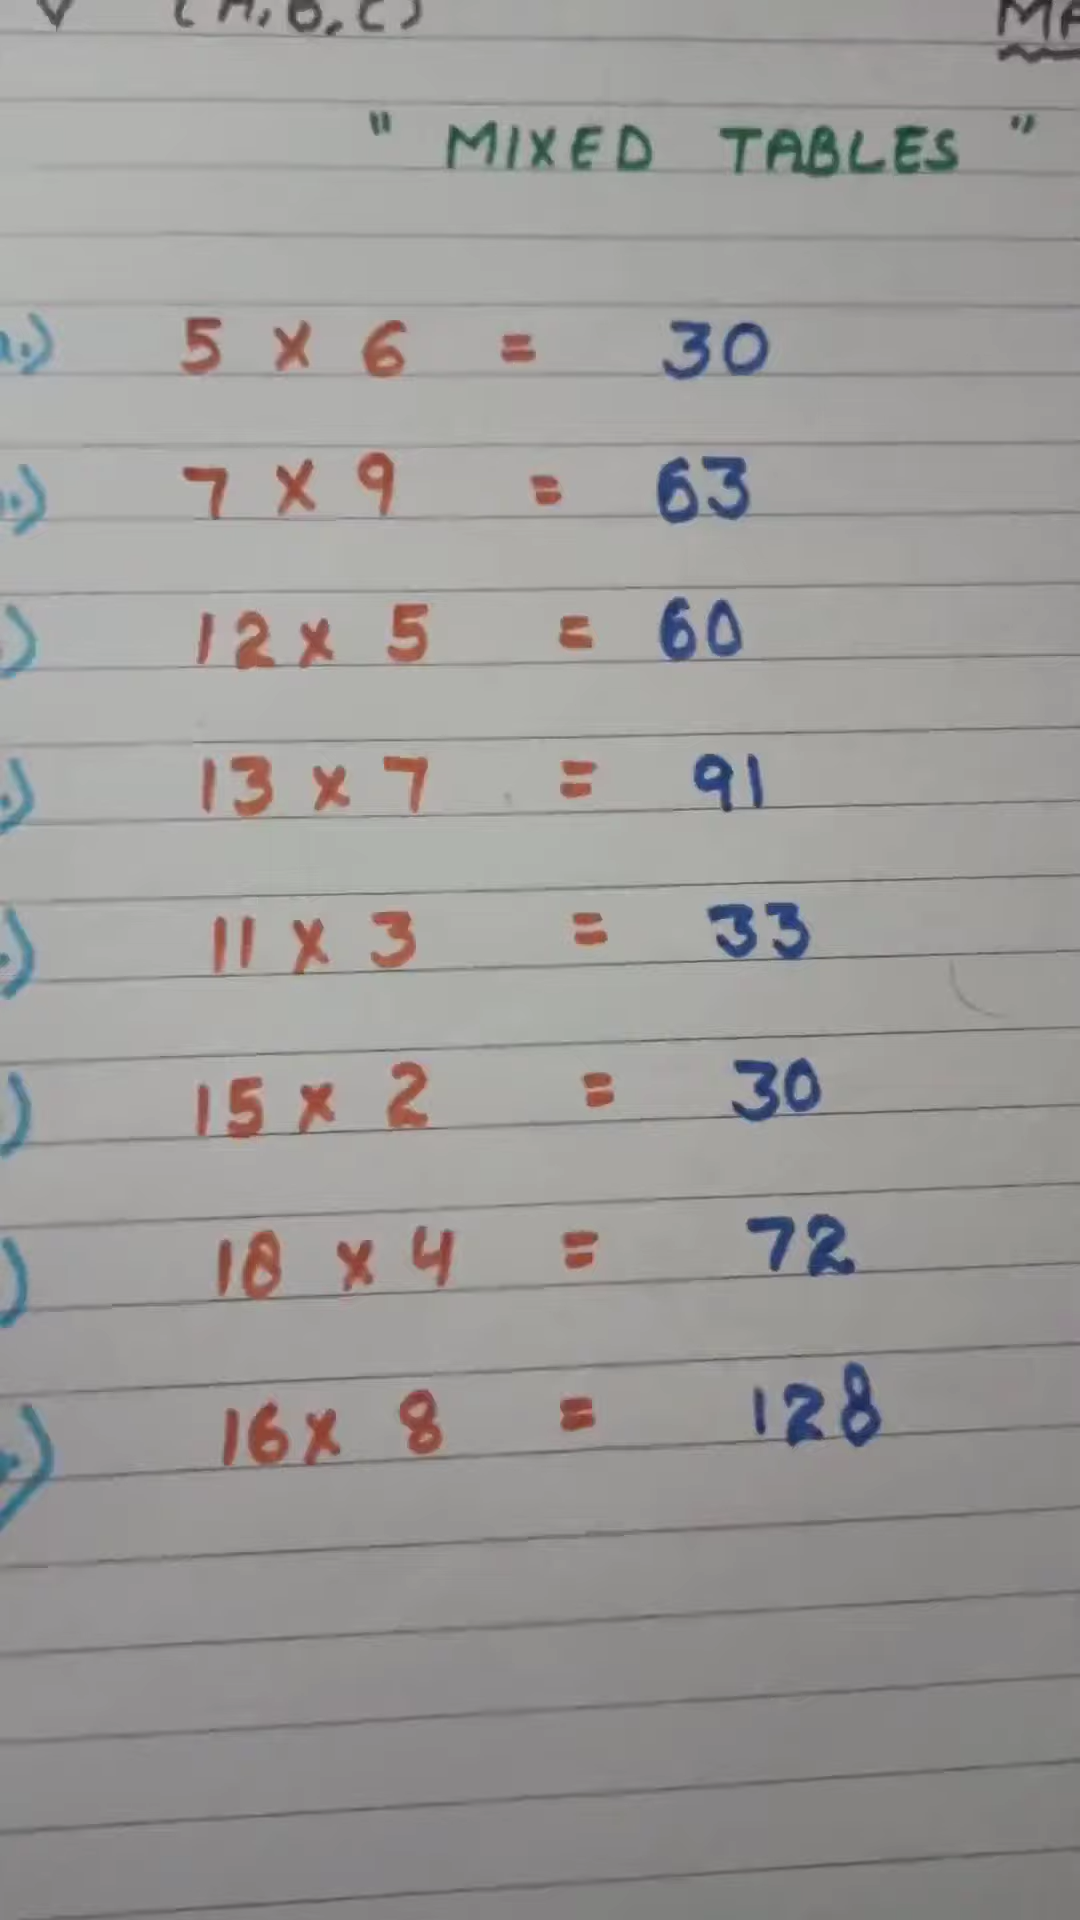 (A, B, C)
" MIXED TABLES "
5 x 6 = 30
7 x 9 = 63
12 x 5 = 60
13 x 7 = 91
11 x 3 = 33
15 x 2 = 30
18 x 4 = 72
16 x 8 = 128